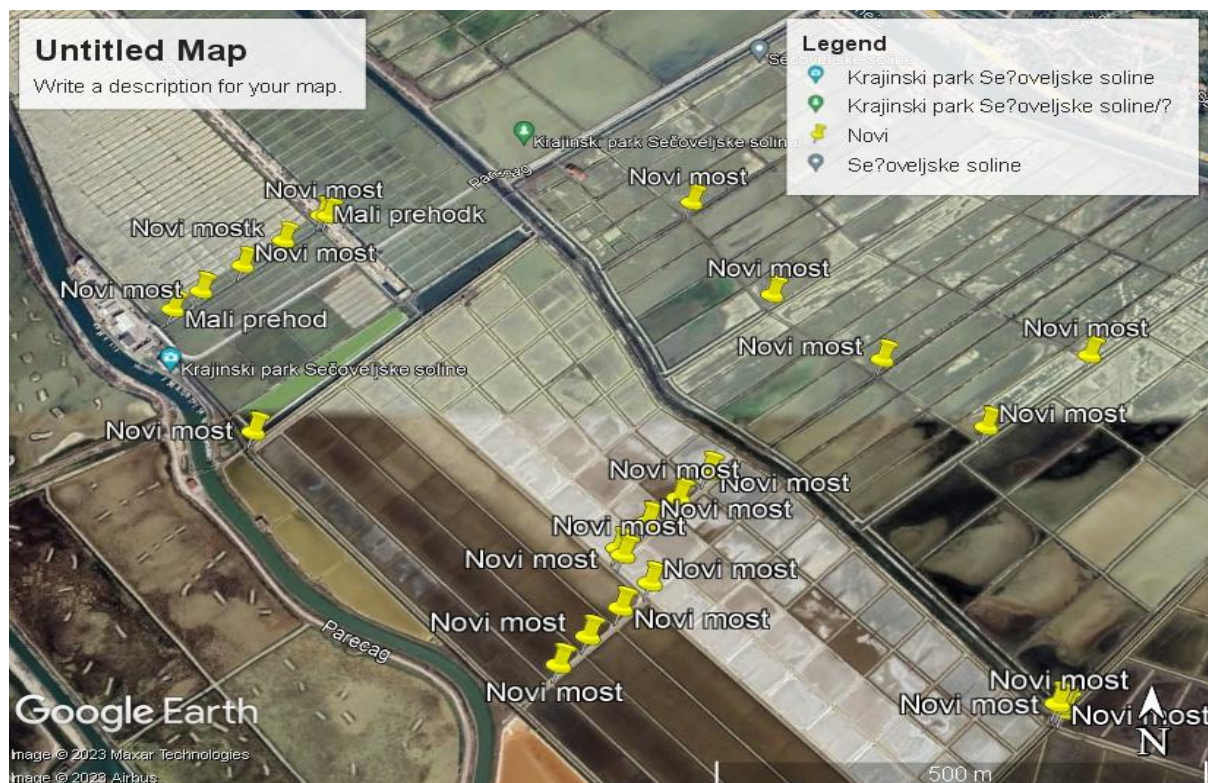 Untitled Map
Write a description for your map.
Legend
Krajinski park Se?oveljske soline
Krajinski park Se?oveljske soline/?
Novi
Se?oveljske soline
Krajinski park Sečoveljske soline
Parecag
Novi most
Novi most
Mali prehodk
Novi mostk
Novi most
Novi most
Mali prehod
Krajinski park Sečoveljske soline
Novi most
Novi most
Novi most
Novi most
Novi most
Novi most
Novi most
Novi most
Novi most
Novi most
Novi most
Novi most
Novi most
Novi most
Parecag
Novi most
Novi most
Novi most
Novi most
N
Google Earth
Image © 2023 Maxar Technologies
Image © 2023 Airbus
500 m